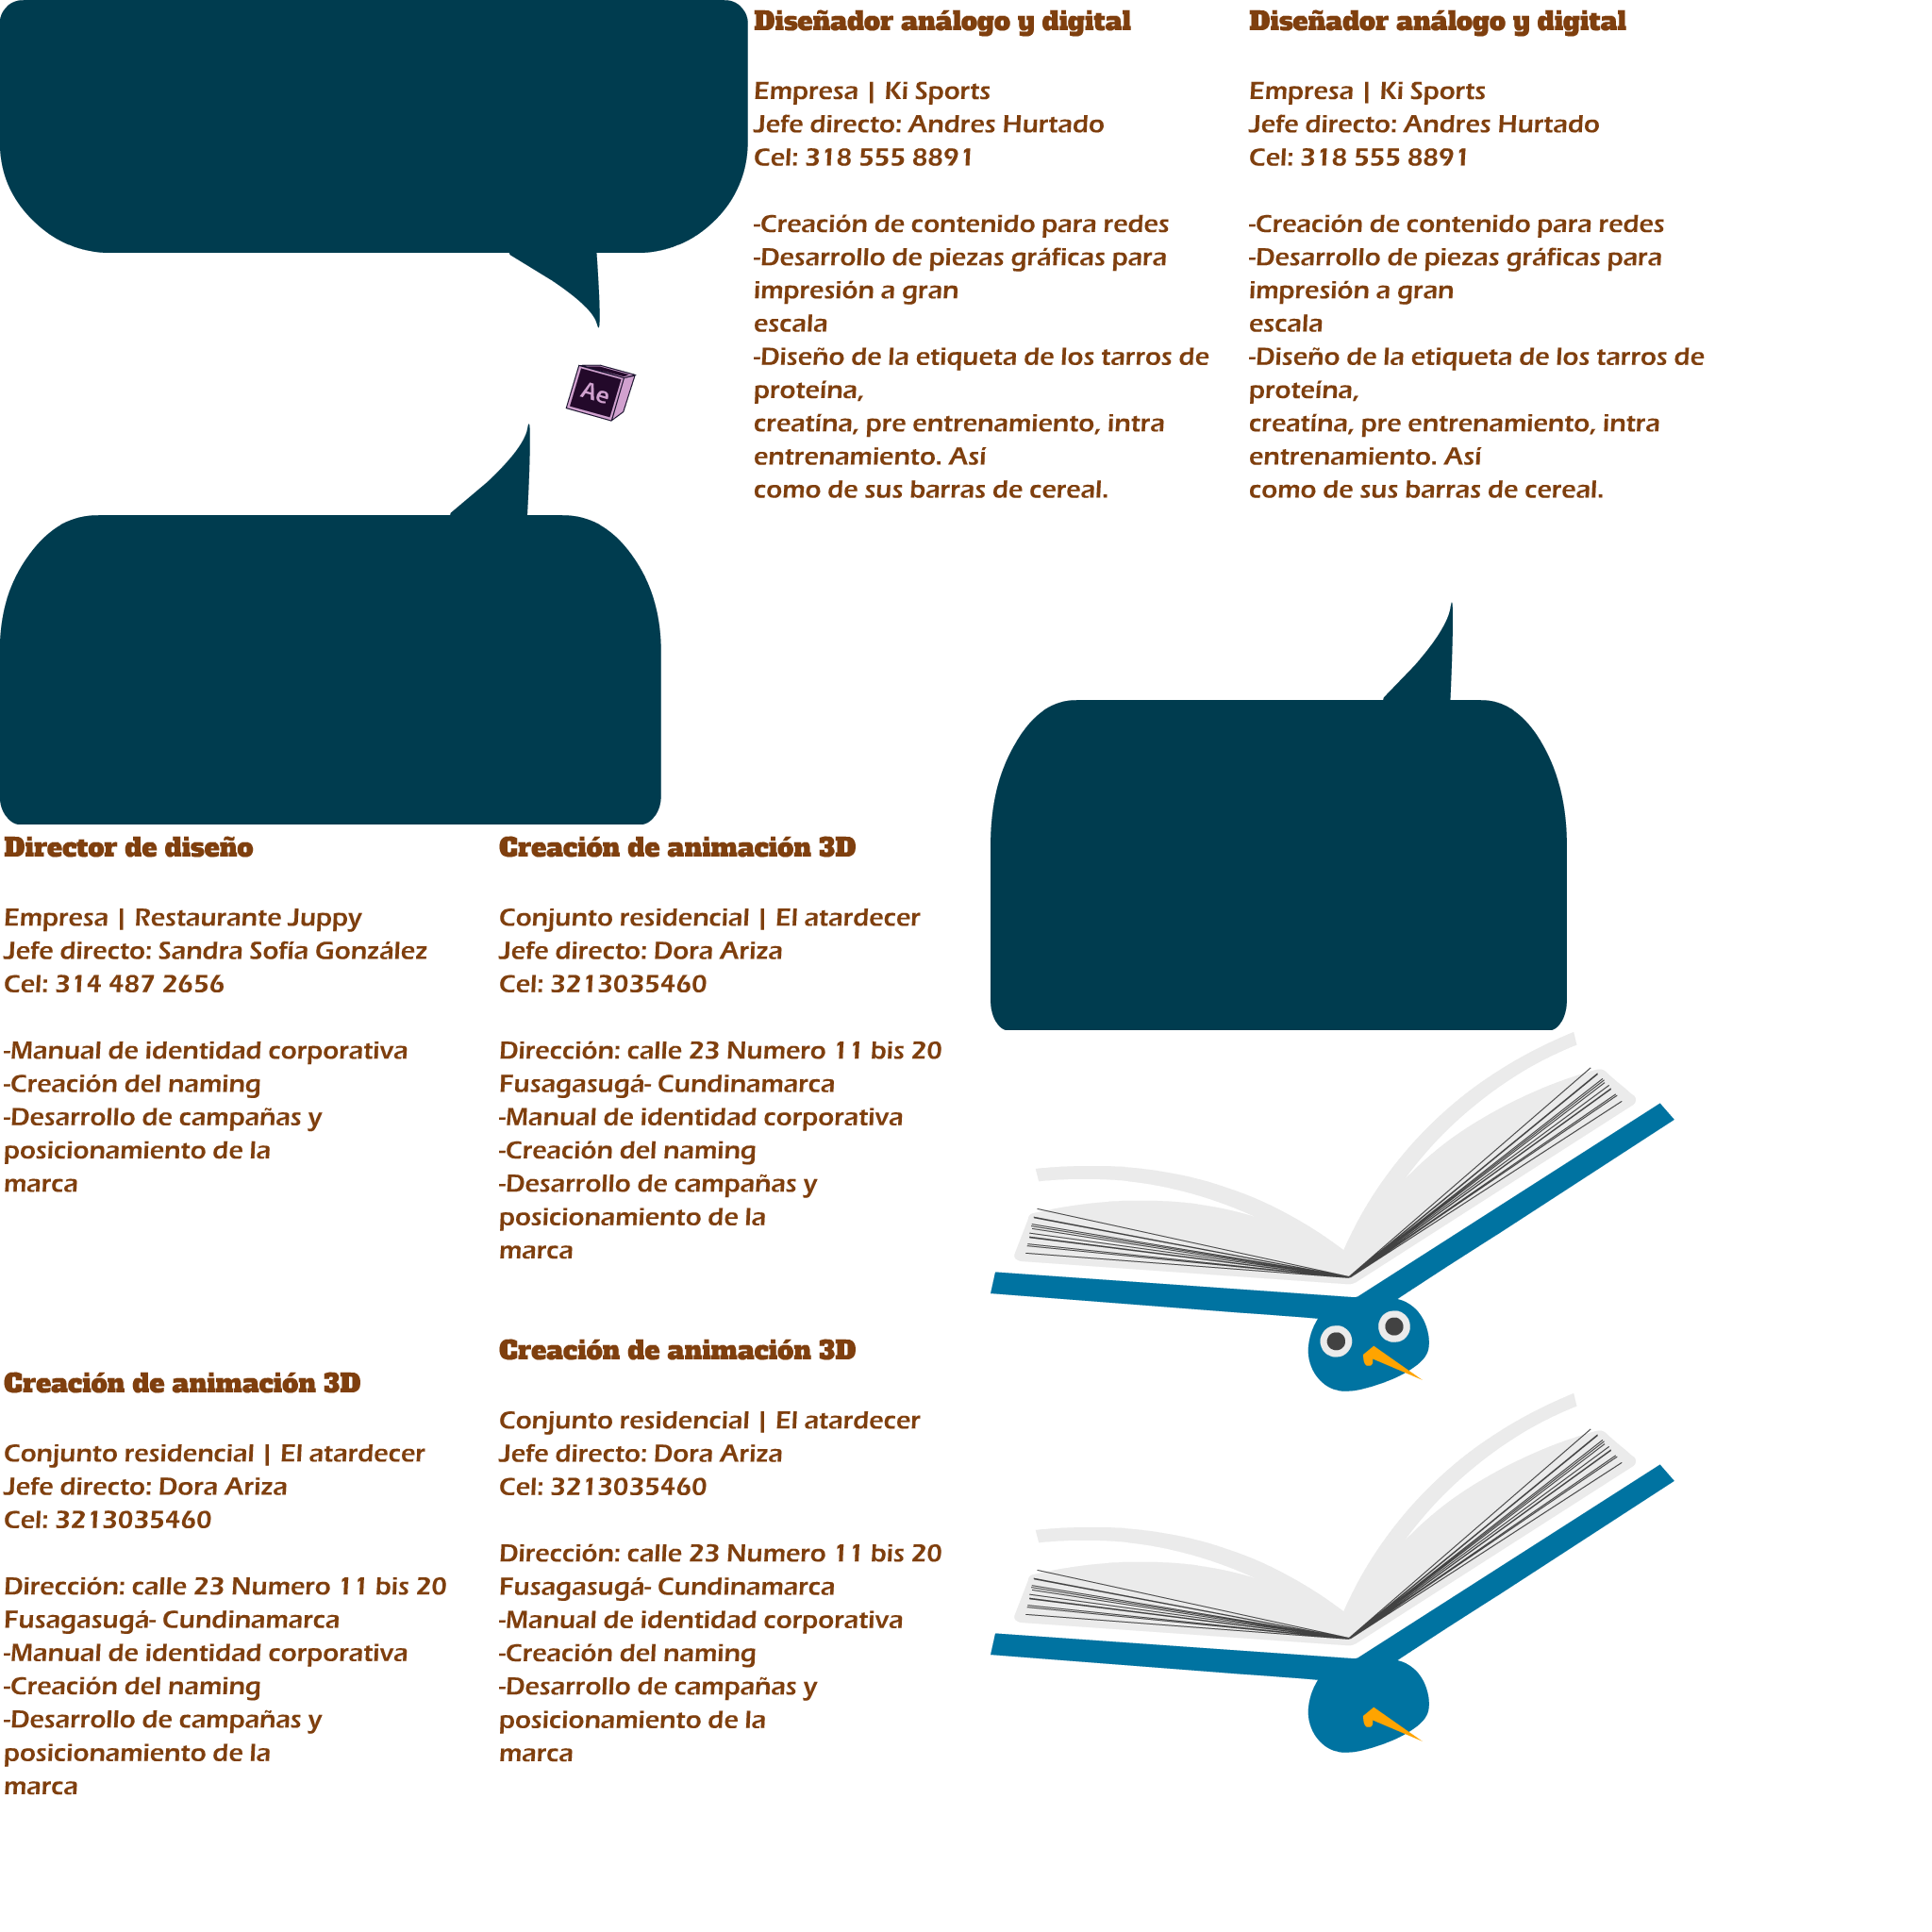 Diseñador análogo y digital
Empresa | Ki Sports
Jefe directo: Andres Hurtado
Cel: 318 555 8891
-Creación de contenido para redes
-Desarrollo de piezas gráficas para
impresión a gran
escala
-Diseño de la etiqueta de los tarros de
proteína,
creatína, pre entrenamiento, intra
entrenamiento. Así
como de sus barras de cereal.
Diseñador análogo y digital
Empresa | Ki Sports
Jefe directo: Andres Hurtado
Cel: 318 555 8891
-Creación de contenido para redes
-Desarrollo de piezas gráficas para
impresión a gran
escala
-Diseño de la etiqueta de los tarros de
proteína,
creatína, pre entrenamiento, intra
entrenamiento. Así
como de sus barras de cereal.
Ae
Director de diseño
Empresa | Restaurante Juppy
Jefe directo: Sandra Sofía González
Cel: 314 487 2656
-Manual de identidad corporativa
-Creación del naming
-Desarrollo de campañas y
posicionamiento de la
marca
Creación de animación 3D
Conjunto residencial | El atardecer
Jefe directo: Dora Ariza
Cel: 3213035460
Dirección: calle 23 Numero 11 bis 20
Fusagasugá- Cundinamarca
-Manual de identidad corporativa
-Creación del naming
-Desarrollo de campañas y
posicionamiento de la
marca
Creación de animación 3D
Conjunto residencial | El atardecer
Jefe directo: Dora Ariza
Cel: 3213035460
Dirección: calle 23 Numero 11 bis 20
Fusagasugá- Cundinamarca
-Manual de identidad corporativa
-Creación del naming
-Desarrollo de campañas y
posicionamiento de la
marca
Creación de animación 3D
Conjunto residencial | El atardecer
Jefe directo: Dora Ariza
Cel: 3213035460
Dirección: calle 23 Numero 11 bis 20
Fusagasugá- Cundinamarca
-Manual de identidad corporativa
-Creación del naming
-Desarrollo de campañas y
posicionamiento de la
marca